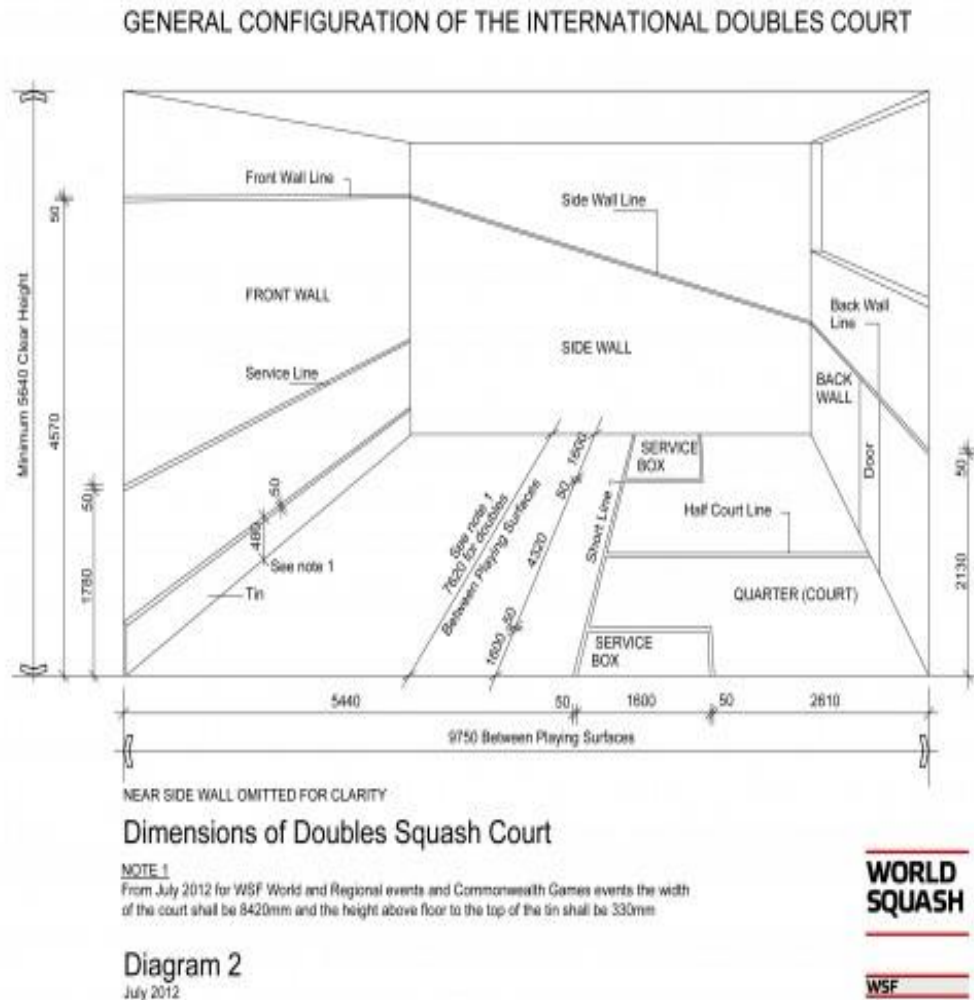 GENERAL CONFIGURATION OF THE INTERNATIONAL DOUBLES COURT
Front Wall Line
Side Wall Line
50
FRONT WALL
Back Wall
Line
Minimum 5640 Clear Height
4570
SIDE WALL
Service Line
BACK
WALL
SERVICE
BOX
1600
50
Door
50
50
50
480
See note 1
7620 for doubles
Between Playing Surfaces
4320
Short Line
Half Court Line
See note 1
1780
Tin
QUARTER (COURT)
2130
1600
50
SERVICE
BOX
5440
50
1600
50
2610
9750 Between Playing Surfaces
NEAR SIDE WALL OMITTED FOR CLARITY
Dimensions of Doubles Squash Court
NOTE 1
From July 2012 for WSF World and Regional events and Commonwealth Games events the width
of the court shall be 8420mm and the height above floor to the top of the tin shall be 330mm
WORLD
SQUASH
Diagram 2
July 2012
WSF